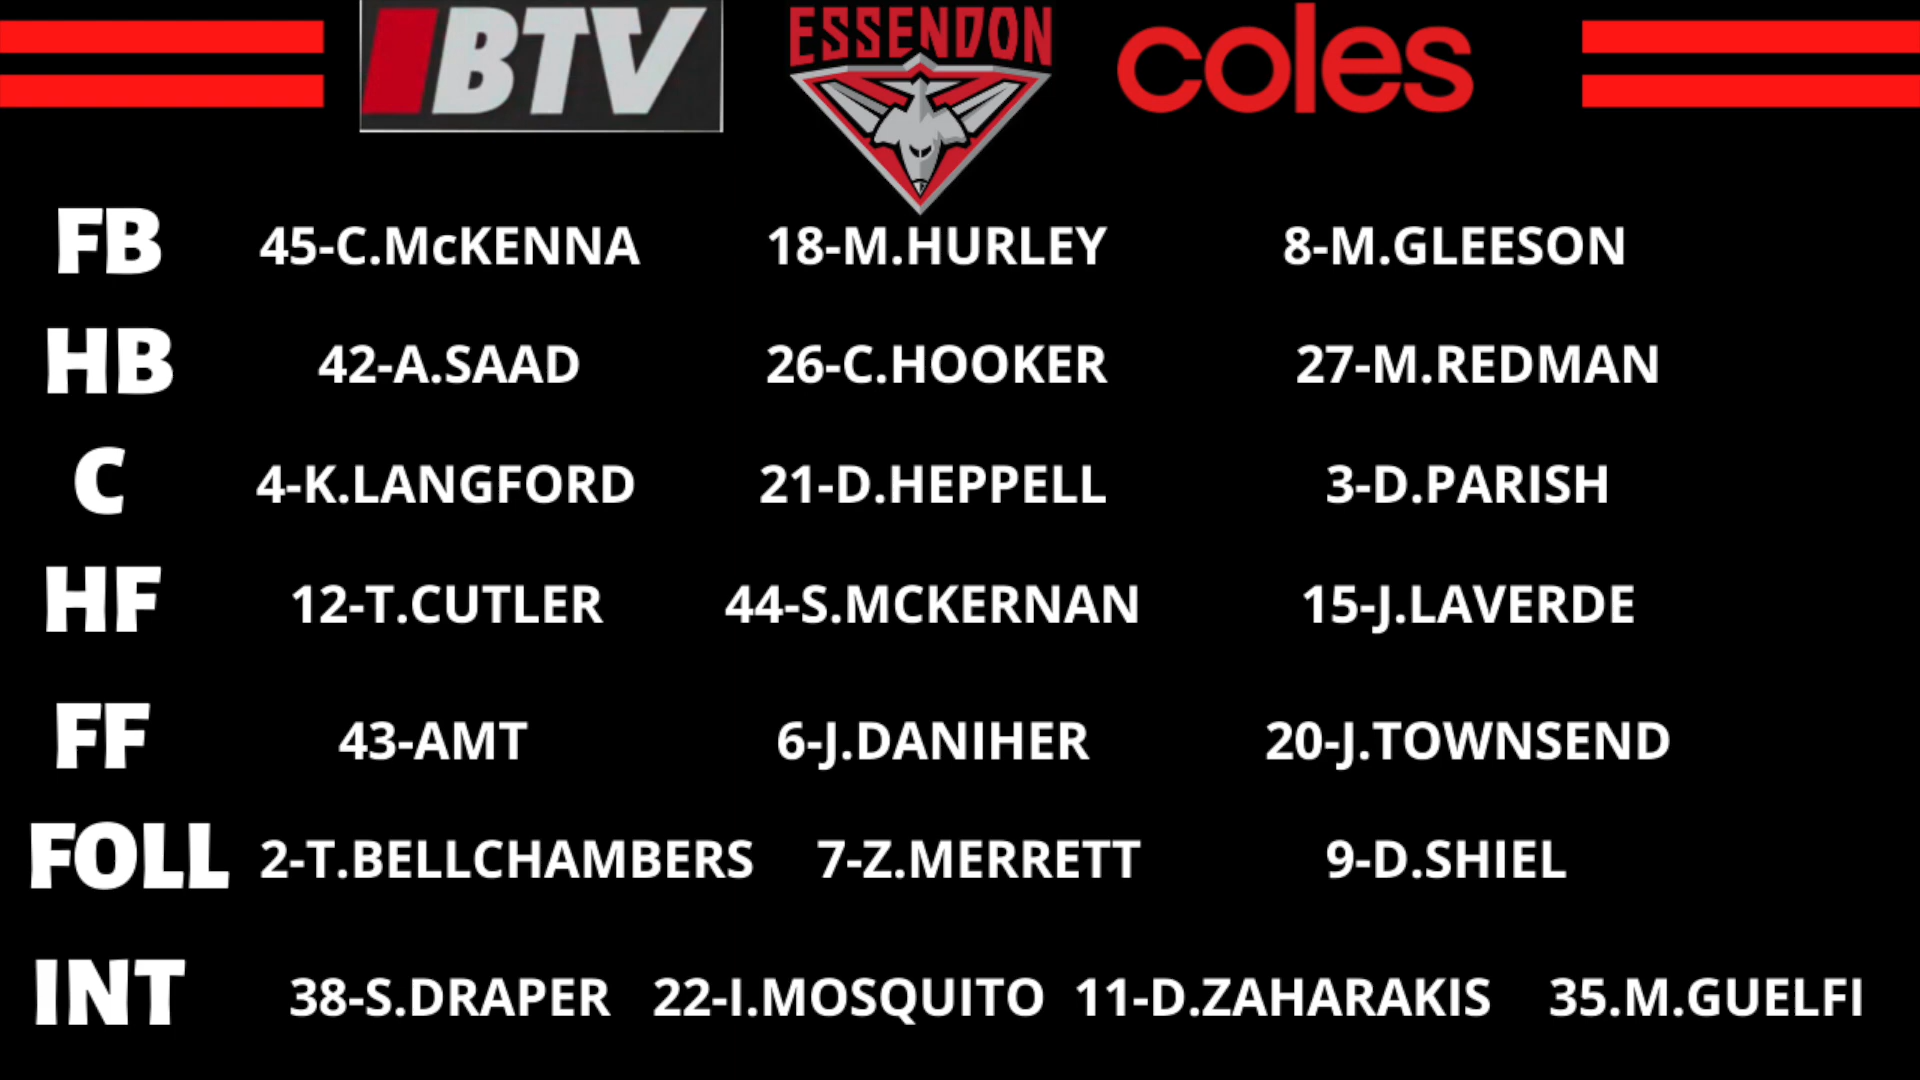 BTV ESSENDON coles
FB 45-C.McKENNA 18-M.HURLEY 8-M.GLEESON
HB 42-A.SAAD 26-C.HOOKER 27-M.REDMAN
C 4-K.LANGFORD 21-D.HEPPELL 3-D.PARISH
HF 12-T.CUTLER 44-S.MCKERNAN 15-J.LAVERDE
FF 43-AMT 6-J.DANIHER 20-J.TOWNSEND
FOLL 2-T.BELLCHAMBERS 7-Z.MERRETT 9-D.SHIEL
INT 38-S.DRAPER 22-I.MOSQUITO 11-D.ZAHARAKIS 35.M.GUELFI